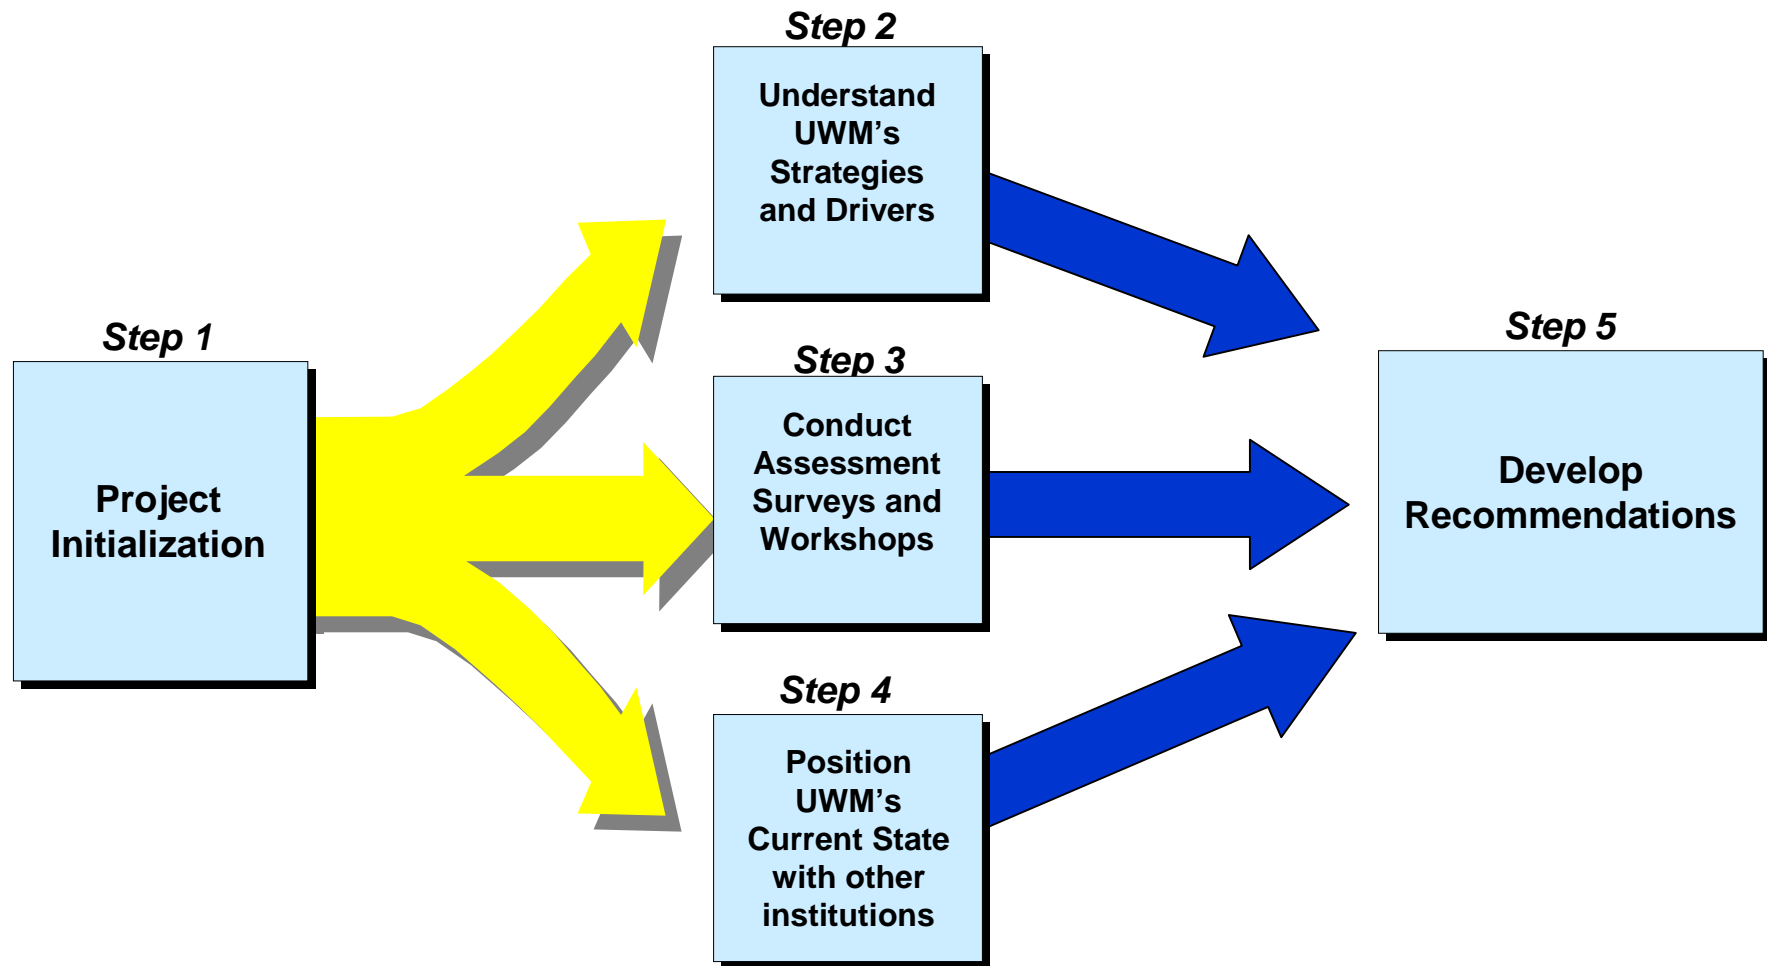 Step 1
Project
Initialization
Step 2
Understand
UWM’s
Strategies
and Drivers
Step 3
Conduct
Assessment
Surveys and
Workshops
Step 4
Position
UWM’s
Current State
with other
institutions
Step 5
Develop
Recommendations